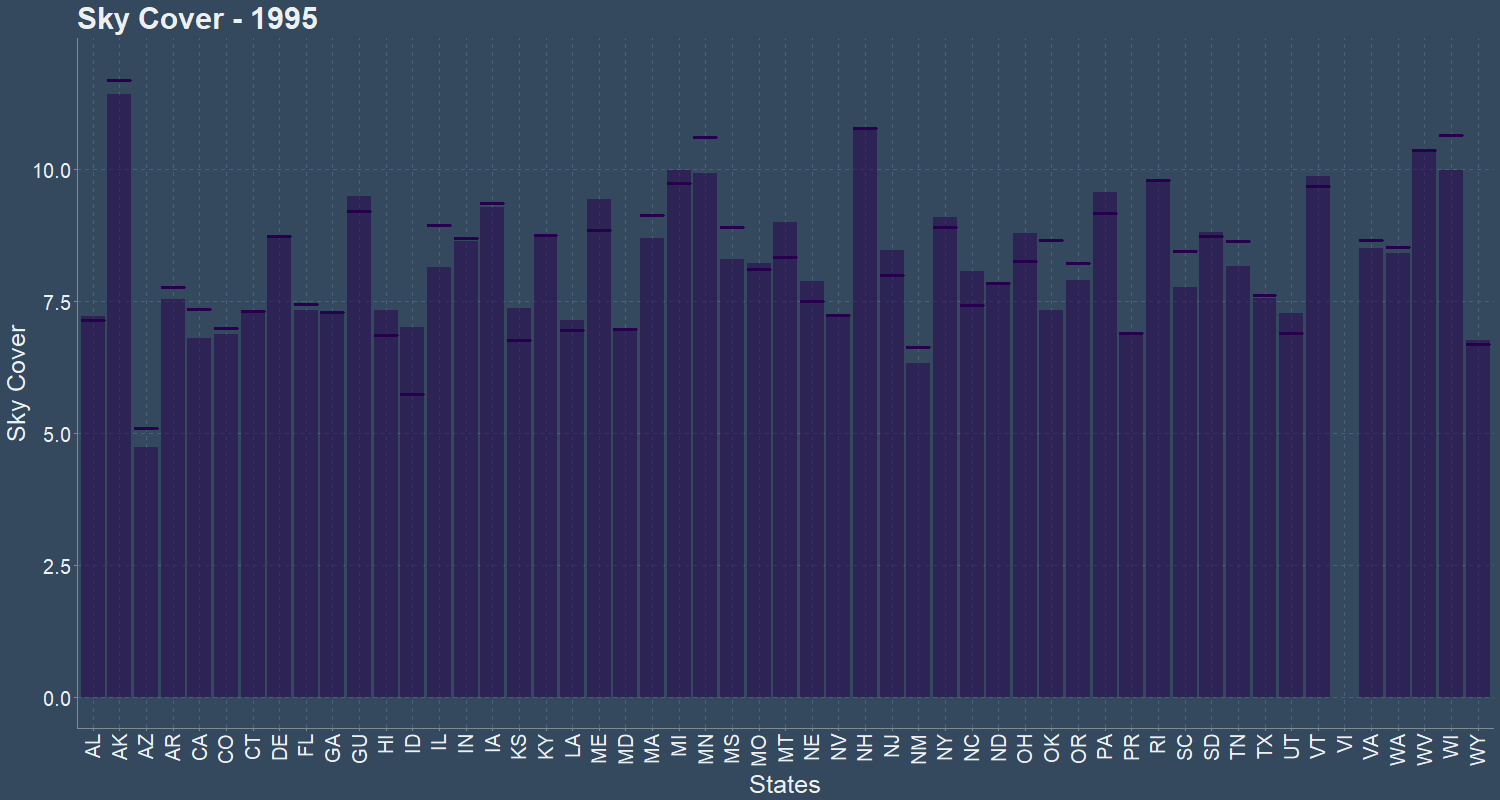 Sky Cover - 1995
Sky Cover
10.0
7.5
5.0
2.5
0.0
AL AK AZ AR CA CO CT DE FL GA GU HI ID IL IN IA KS KY LA ME MD MA MI MN MS MO MT NE NV NH NJ NM NY NC ND OH OK OR PA PR RI SC SD TN TX UT VT VI VA WA WV WI WY
States